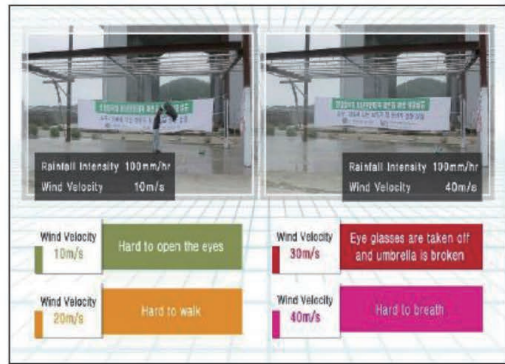 Rainfall Intensity 100mm/hr
Wind Velocity 10m/s
Rainfall Intensity 100mm/hr
Wind Velocity 40m/s
Wind Velocity
10m/s
Hard to open the eyes
Wind Velocity
30m/s
Eye glasses are taken off
and umbrella is broken
Wind Velocity
20m/s
Hard to walk
Wind Velocity
40m/s
Hard to breath